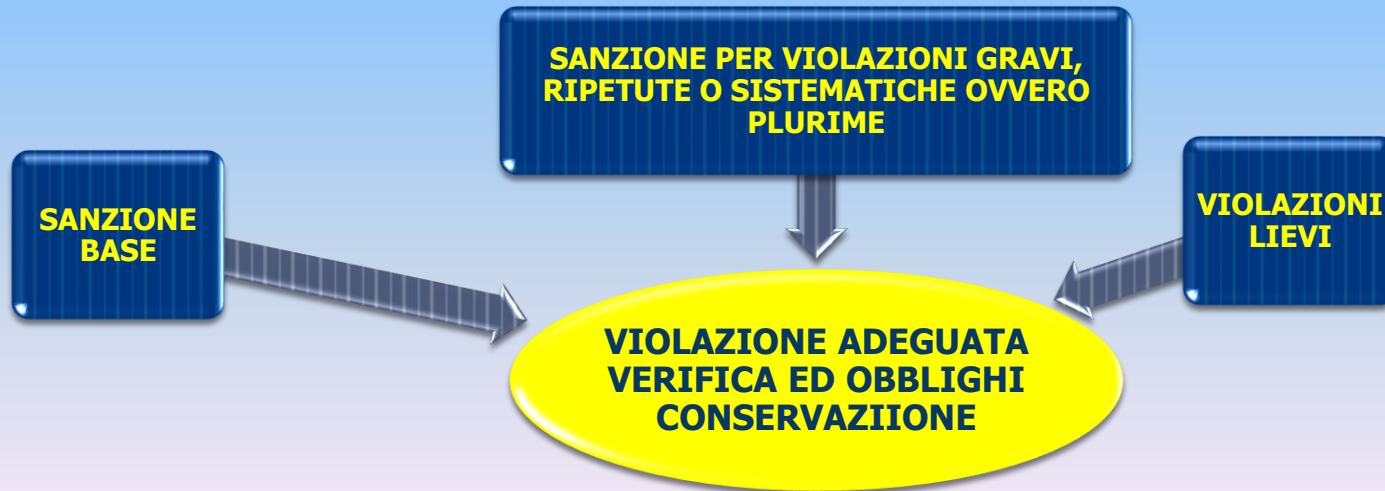 SANZIONE PER VIOLAZIONI GRAVI,
RIPETUTE O SISTEMATICHE OVVERO
PLURIME
SANZIONE
BASE
VIOLAZIONI
LIEVI
VIOLAZIONE ADEGUATA
VERIFICA ED OBBLIGHI
CONSERVAZIIONE